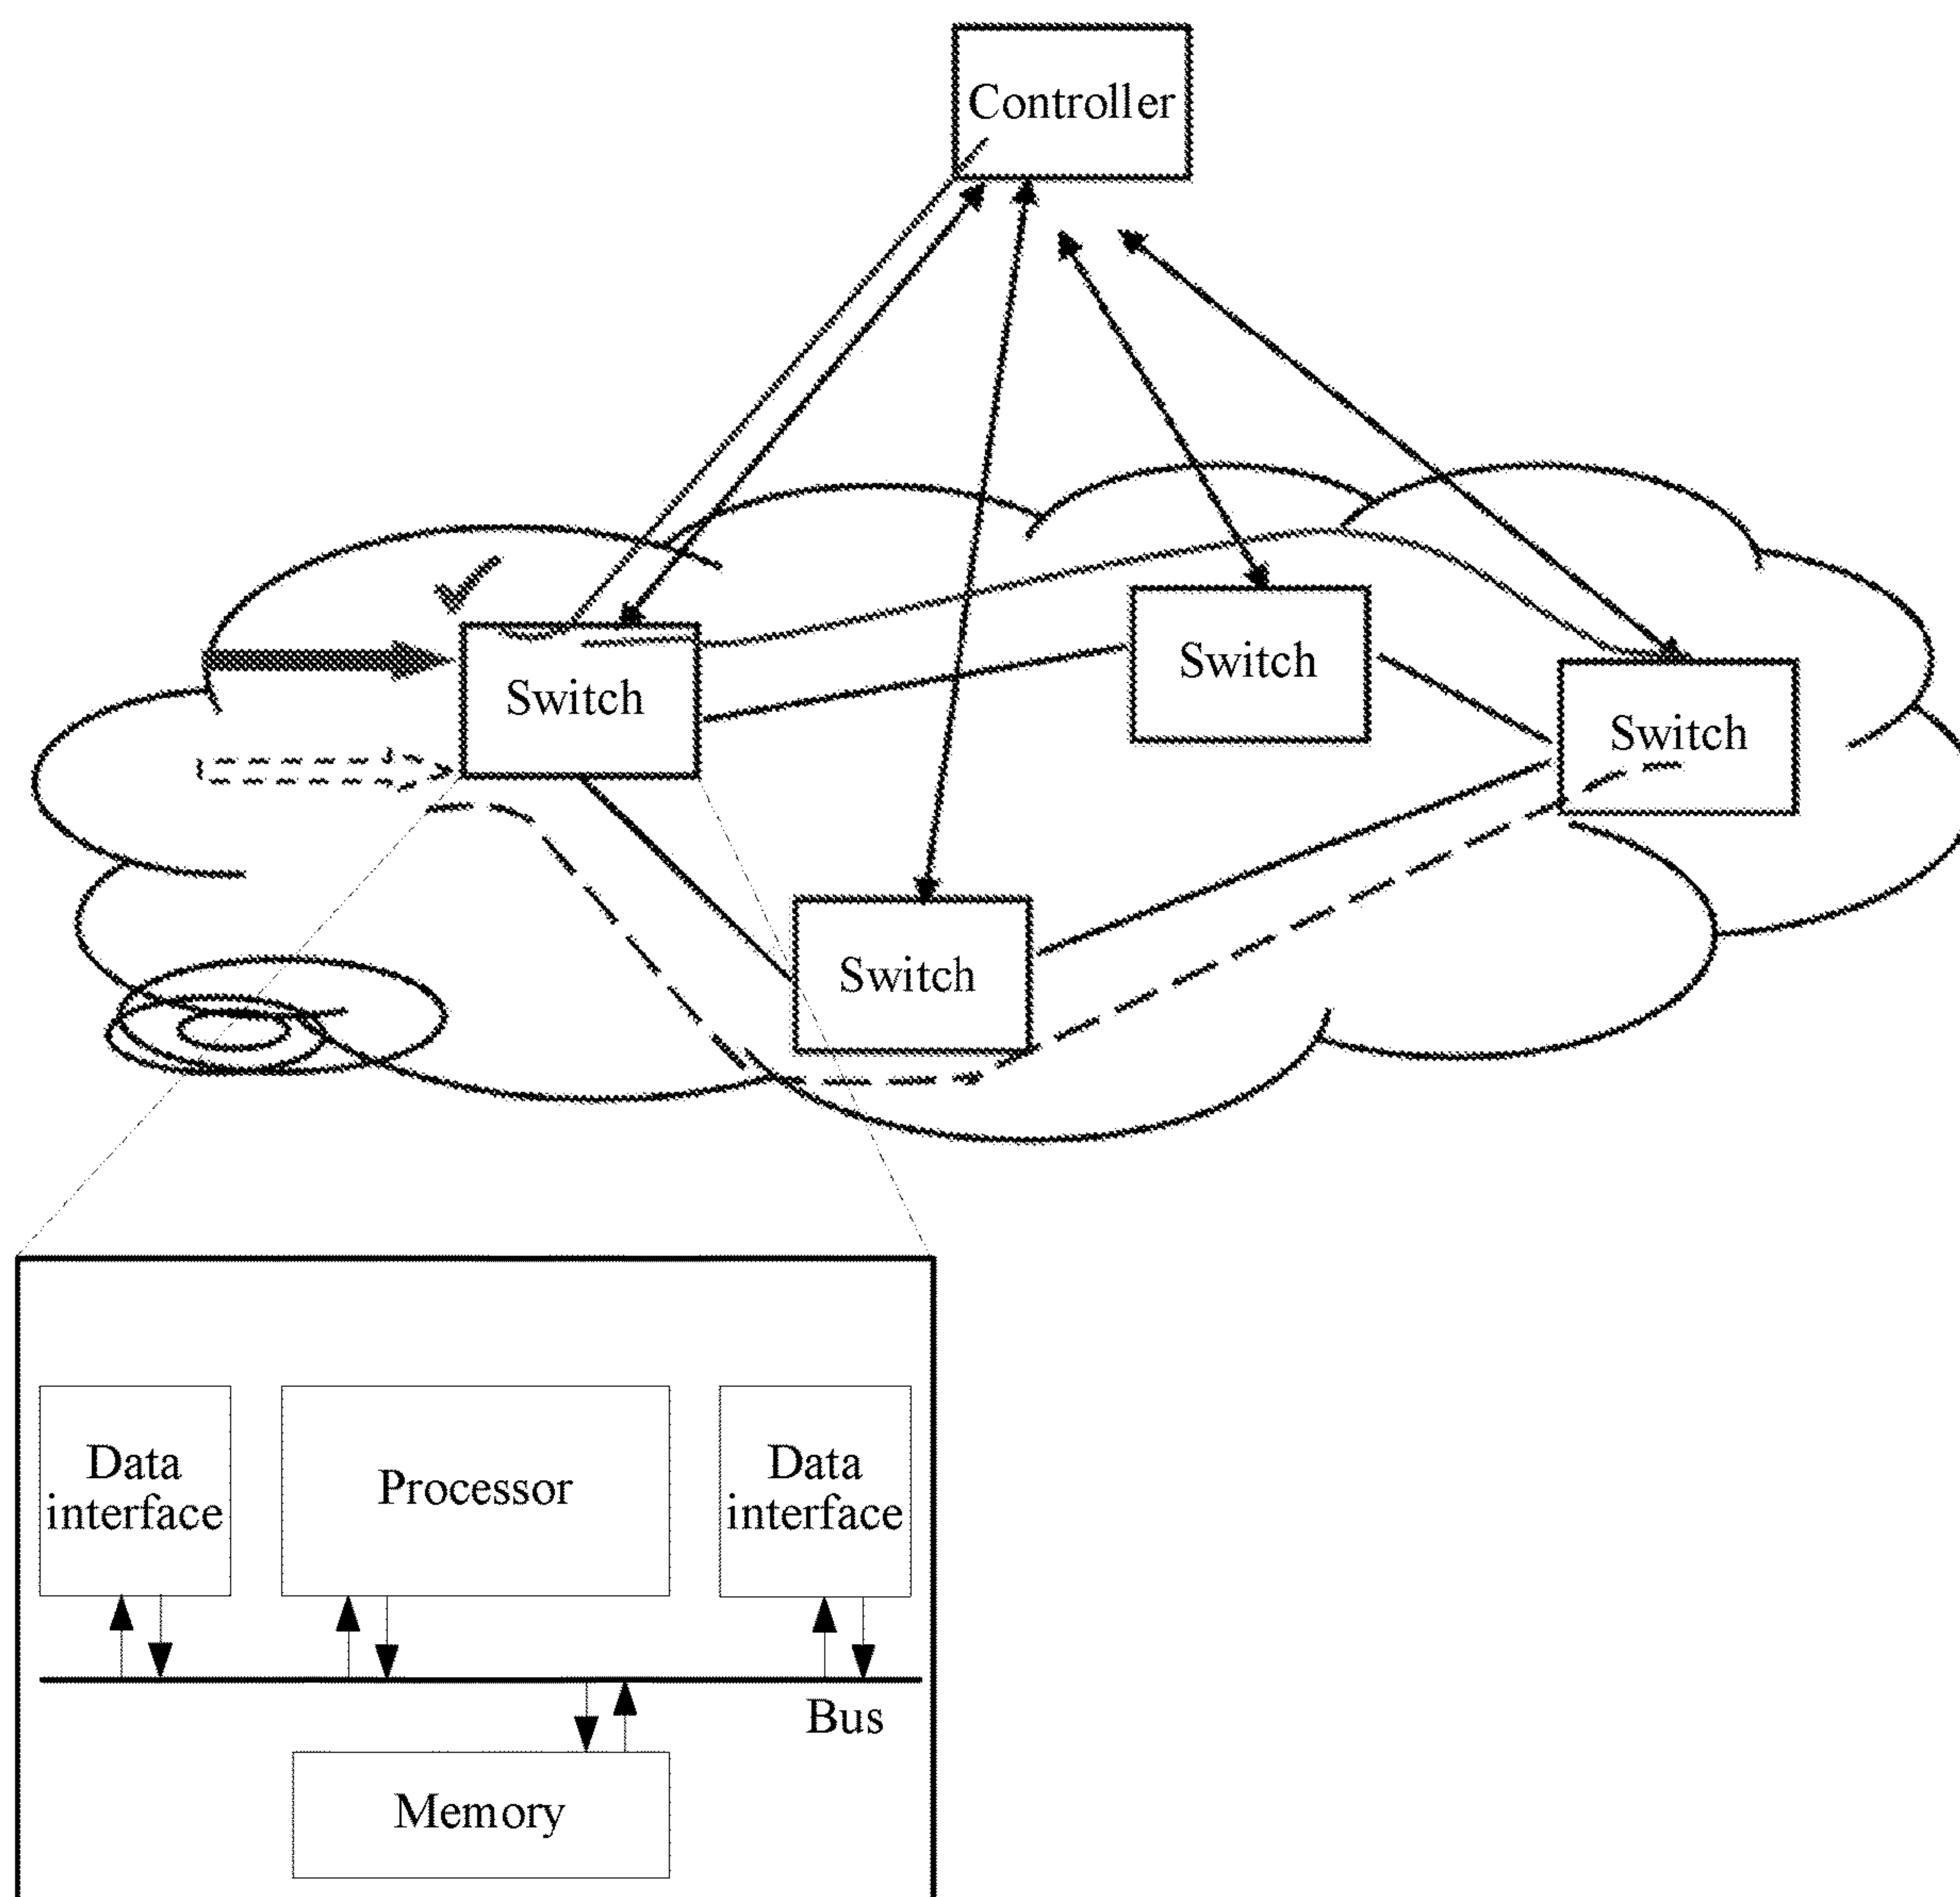 Controller
Switch
Switch
Switch
Switch
Data
interface
Processor
Data
interface
Bus
Memory